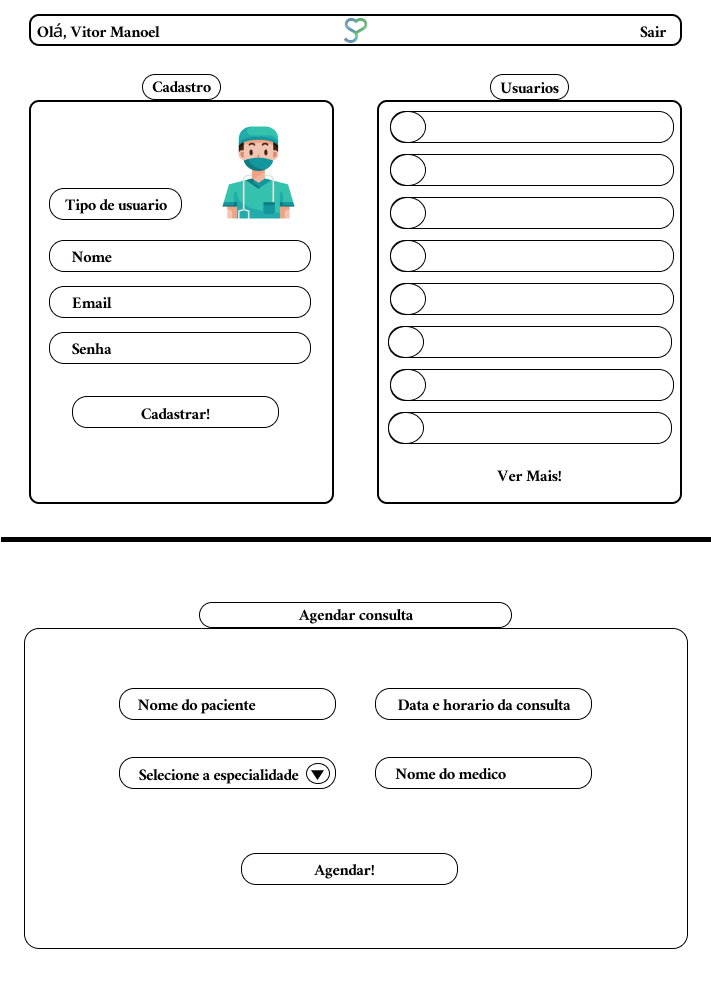 Olá, Vitor Manoel
Sair
Cadastro
Usuarios
Tipo de usuario
Nome
Email
Senha
Cadastrar!
Ver Mais!
Agendar consulta
Nome do paciente
Data e horario da consulta
Selecione a especialidade
Nome do medico
Agendar!